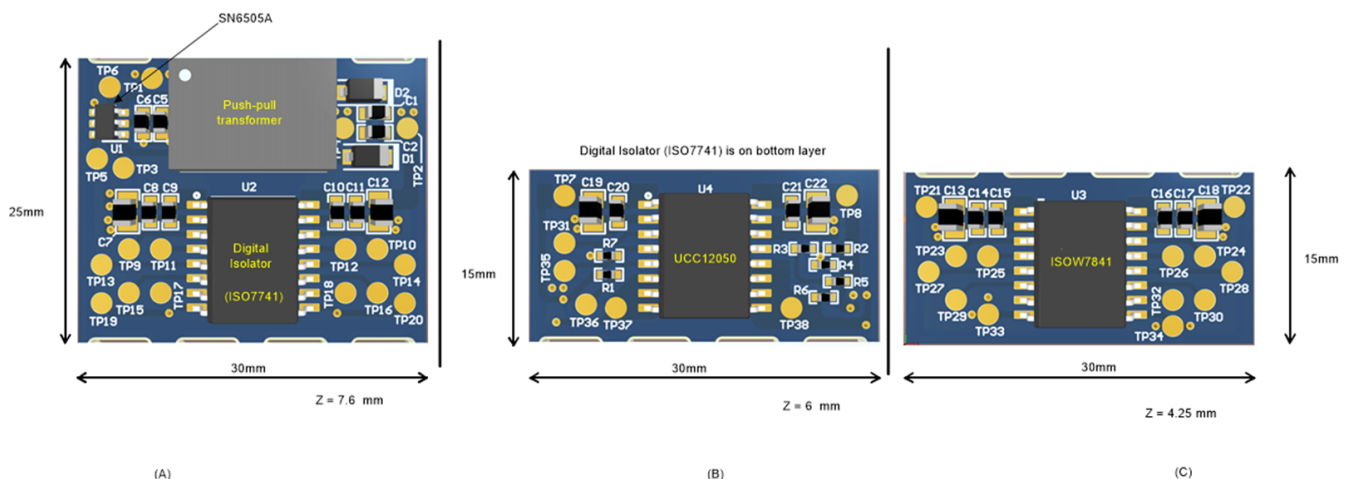 SN6505A
TP6
TP1
C6 C5
Push-pull
transformer
D2
C1
U1
C2
D1
TP2
TP5
TP3
U2
C8 C9
C10 C11 C12
C7
25mm
TP9
TP11
Digital
Isolator
(ISO7741)
TP12
TP10
TP13
TP15
TP17
TP18
TP16
TP14
TP19
TP20
30mm
Z = 7.6 mm
(A)
Digital Isolator (ISO7741) is on bottom layer
TP7
C19 C20
U4
C21 C22
TP8
TP31
R7
R3
R2
TP35
UCC12050
R4
15mm
R1
R5
R6
TP36
TP37
TP38
30mm
Z = 6 mm
(B)
TP21 C13 C14 C15
U3
C16 C17 C18 TP22
TP23
TP25
ISOW7841
TP26
TP24
TP27
TP28
TP29
TP33
TP32
TP30
TP34
15mm
30mm
Z = 4.25 mm
(C)